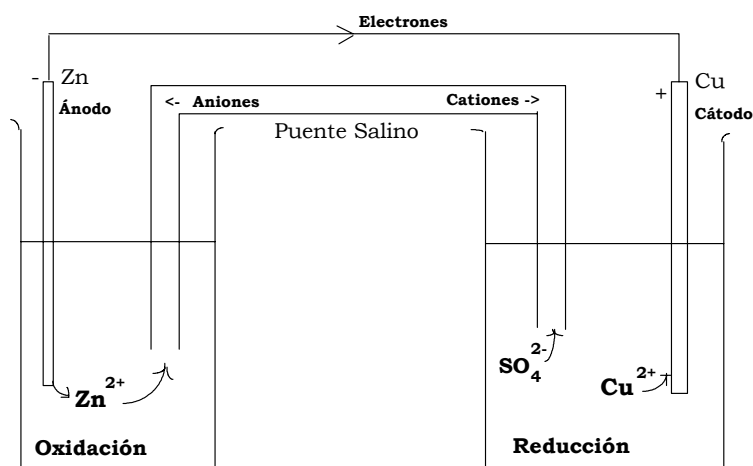 Electrones
- Zn
Cu
Ánodo
<- Aniones
Cationes ->
+
Cátodo
Puente Salino
SO₄²⁻
Zn²⁺
Cu²⁺
Oxidación
Reducción